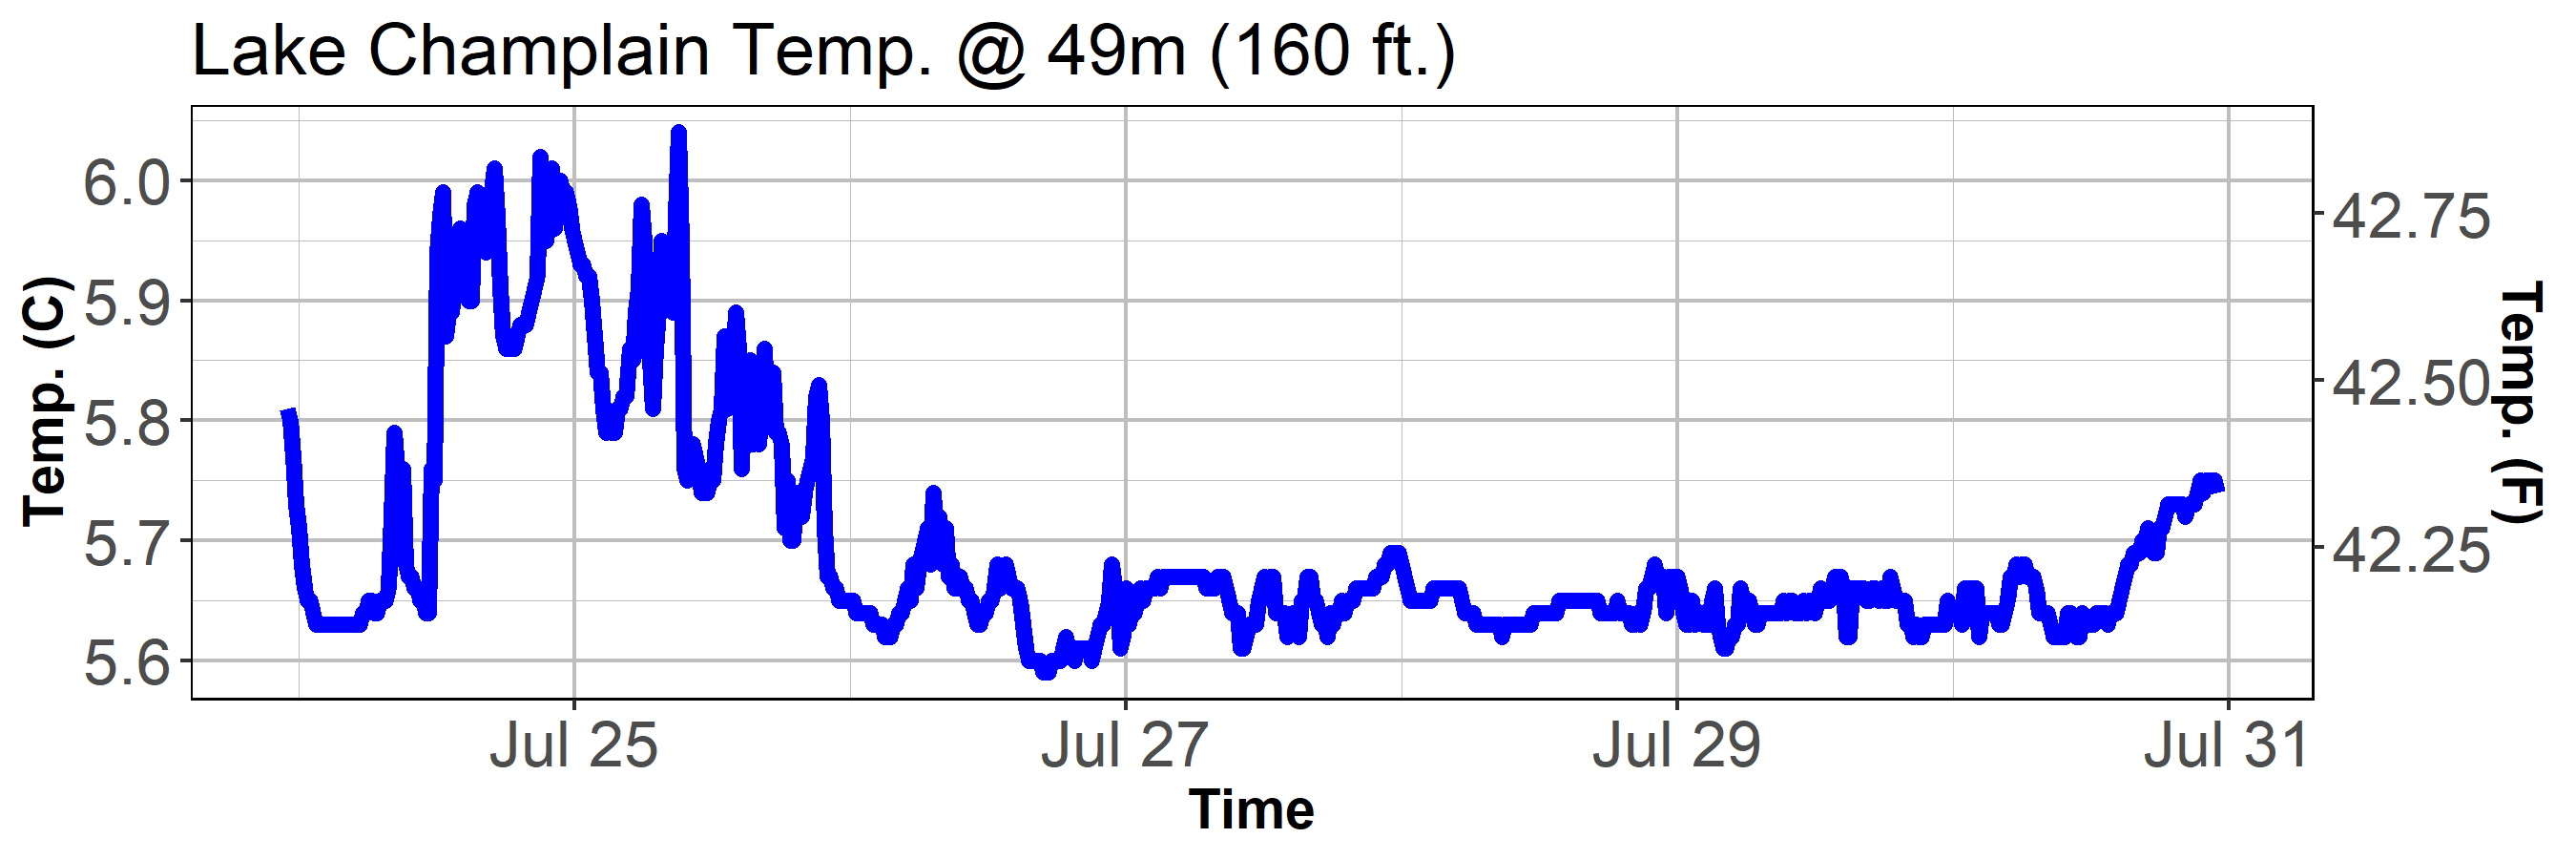 Lake Champlain Temp. @ 49m (160 ft.)
Temp. (C)
6.0
5.9
5.8
5.7
5.6
42.75
42.50
42.25
Temp. (F)
Jul 25 Jul 27 Jul 29 Jul 31
Time